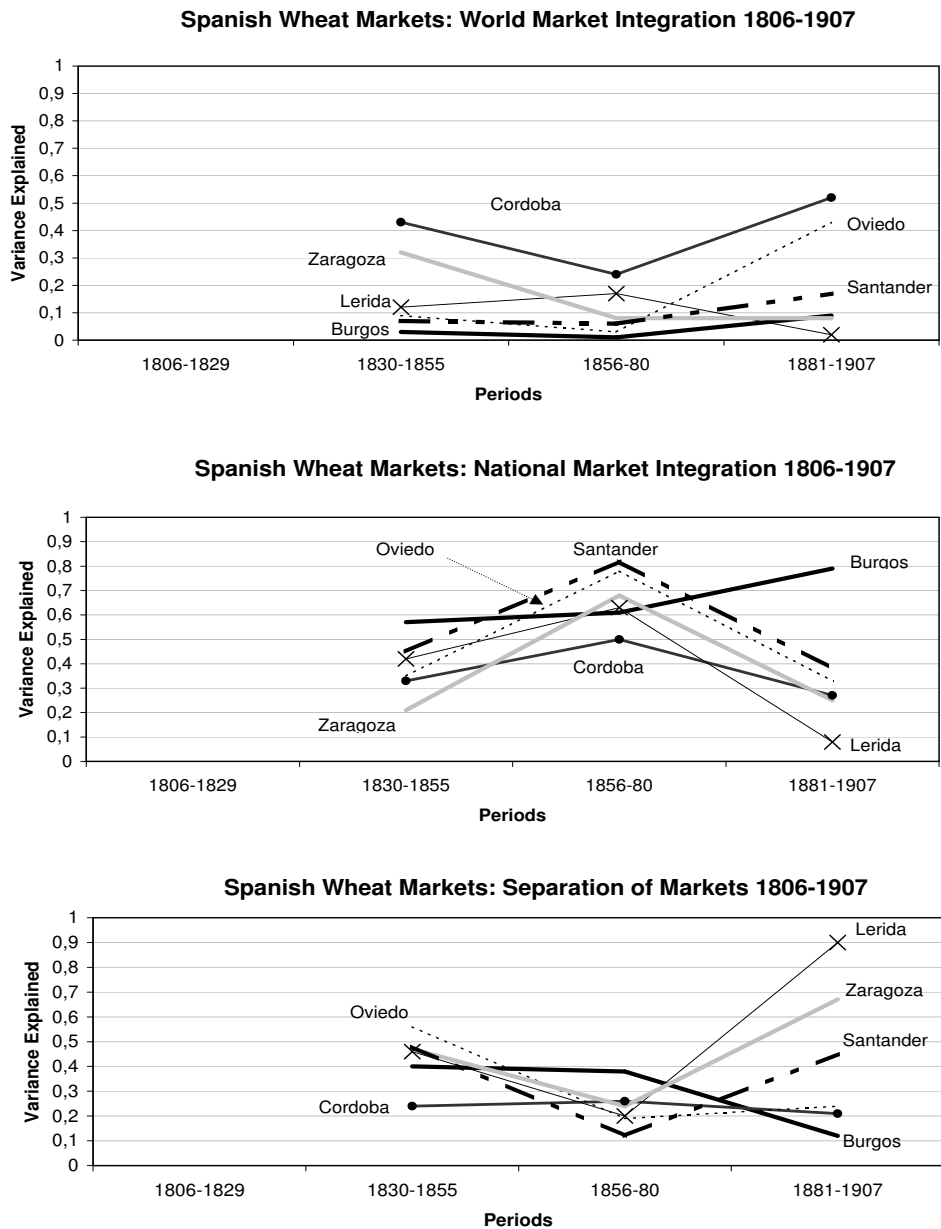 Spanish Wheat Markets: World Market Integration 1806-1907
1
0,9
0,8
0,7
0,6
0,5
0,4
0,3
0,2
0,1
0
Variance Explained
Cordoba
Oviedo
Zaragoza
Lerida
Santander
Burgos
1806-1829 1830-1855 1856-80 1881-1907
Periods
Spanish Wheat Markets: National Market Integration 1806-1907
1
0,9
0,8
0,7
0,6
0,5
0,4
0,3
0,2
0,1
0
Variance Explained
Oviedo
Santander
Burgos
Cordoba
Zaragoza
Lerida
1806-1829 1830-1855 1856-80 1881-1907
Periods
Spanish Wheat Markets: Separation of Markets 1806-1907
1
0,9
0,8
0,7
0,6
0,5
0,4
0,3
0,2
0,1
0
Variance Explained
Lerida
Zaragoza
Oviedo
Santander
Cordoba
Burgos
1806-1829 1830-1855 1856-80 1881-1907
Periods